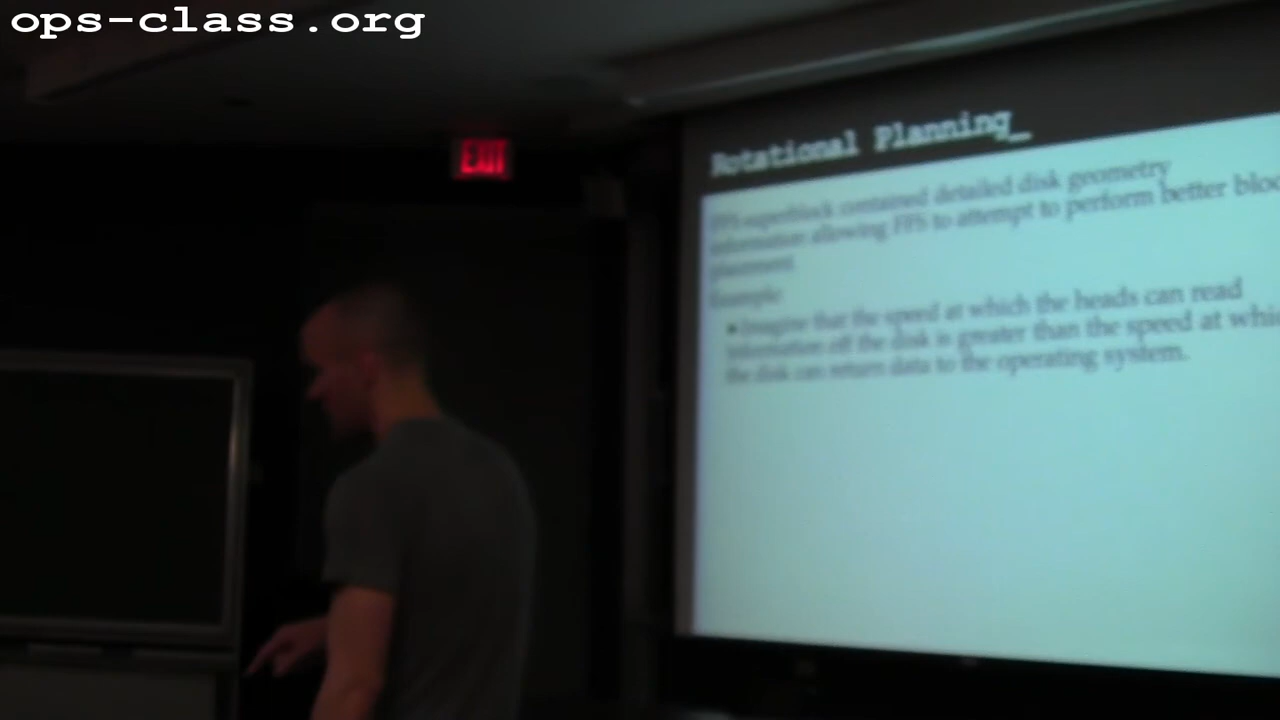 ops-class.org
EXIT
Rotational Planning_
FFS superblock contained detailed disk geometry
information allowing FFS to attempt to perform better
placement
Example:
Imagine that the speed at which the heads can read
information off the disk is greater than the speed at
the disk can return data to the operating system.